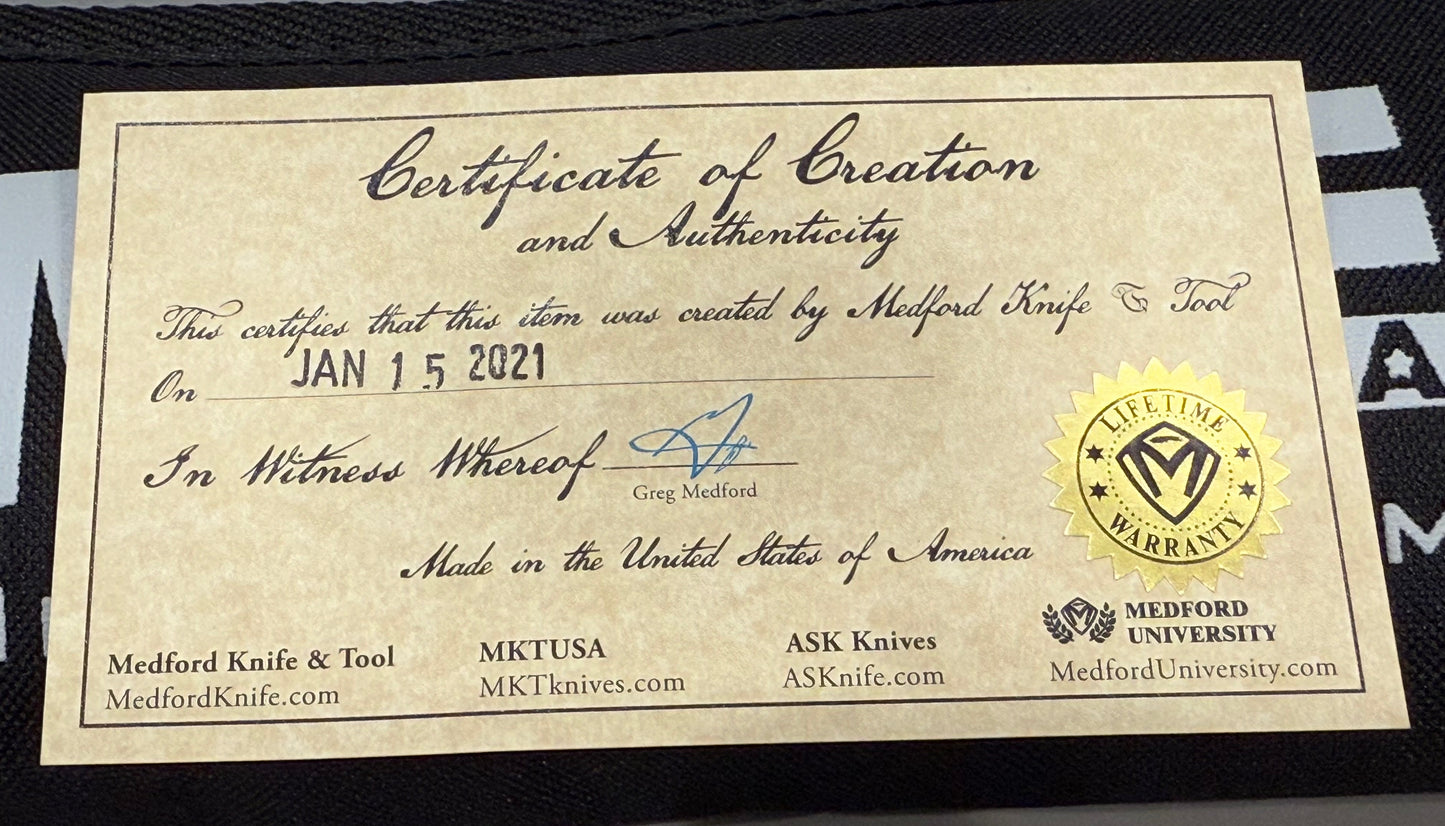 Certificate of Creation
and Authenticity
This certifies that this item was created by Medford Knife & Tool
On JAN 15 2021
In Witness Whereof
Greg Medford
Made in the United States of America
LIFETIME
M
WARRANTY
Medford Knife & Tool
MedfordKnife.com
MKTUSA
MKTknives.com
ASK Knives
ASKnife.com
MEDFORD
UNIVERSITY
MedfordUniversity.com